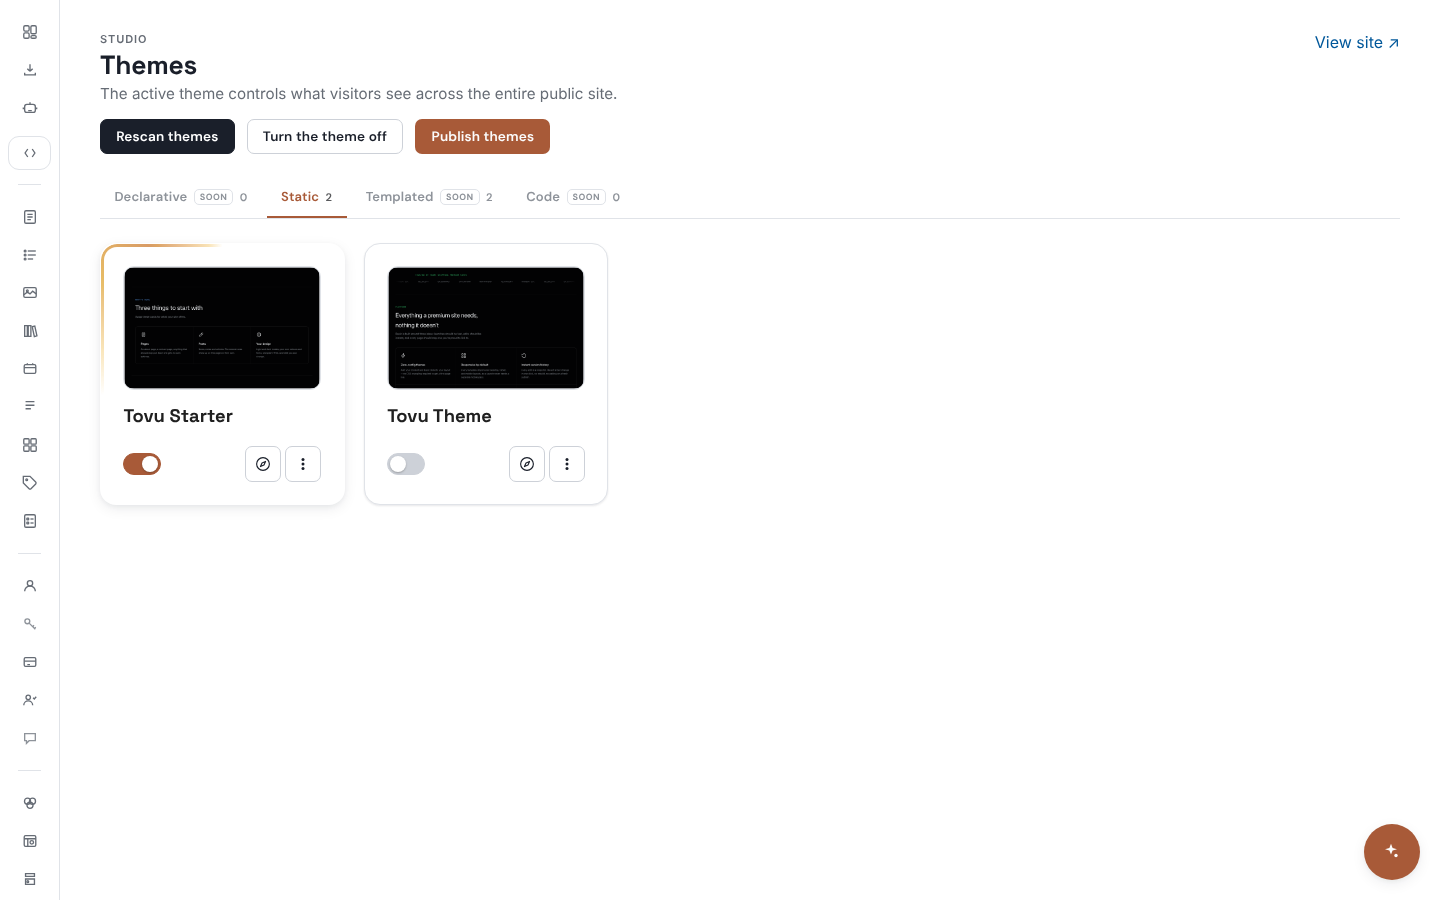 STUDIO
Themes
View site
The active theme controls what visitors see across the entire public site.
Rescan themes
Turn the theme off
Publish themes
Declarative SOON 0
Static 2
Templated SOON 2
Code SOON 0
Three things to start with
Everything a premium site needs,
nothing it doesn't
Tovu Starter
Tovu Theme